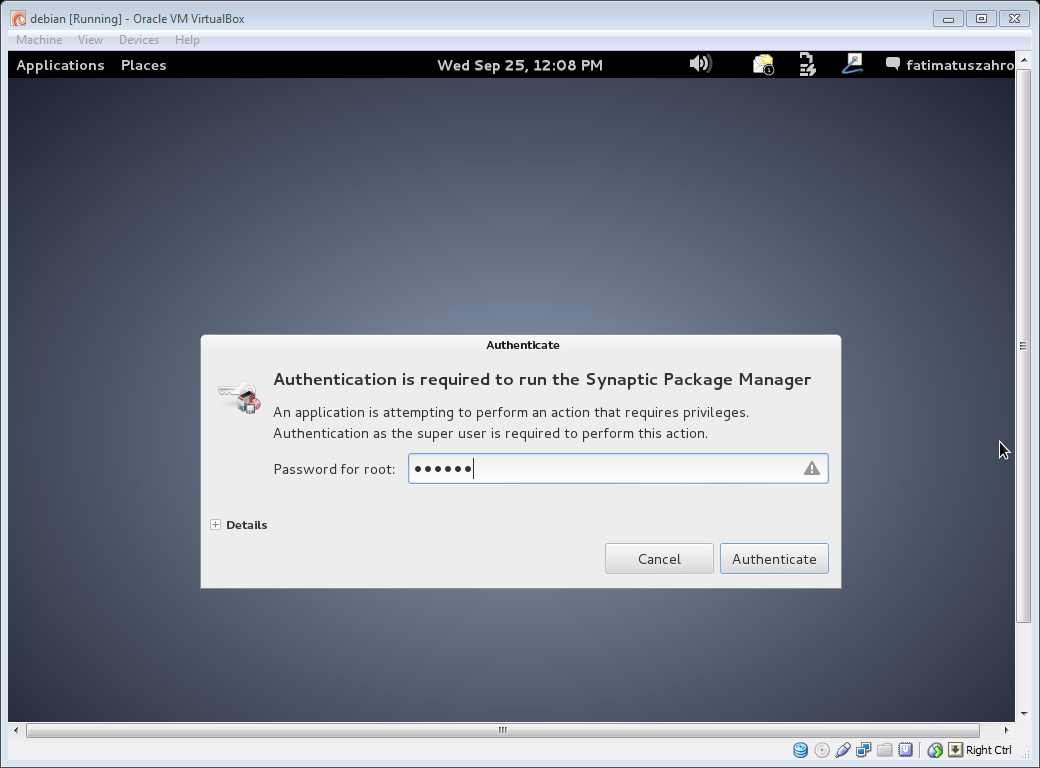 debian [Running] - Oracle VM VirtualBox
Machine View Devices Help
Applications Places Wed Sep 25, 12:08 PM fatimatuszahro
Authenticate
Authentication is required to run the Synaptic Package Manager
An application is attempting to perform an action that requires privileges.
Authentication as the super user is required to perform this action.
Password for root: ••••••
Details
Cancel Authenticate
Right Ctrl